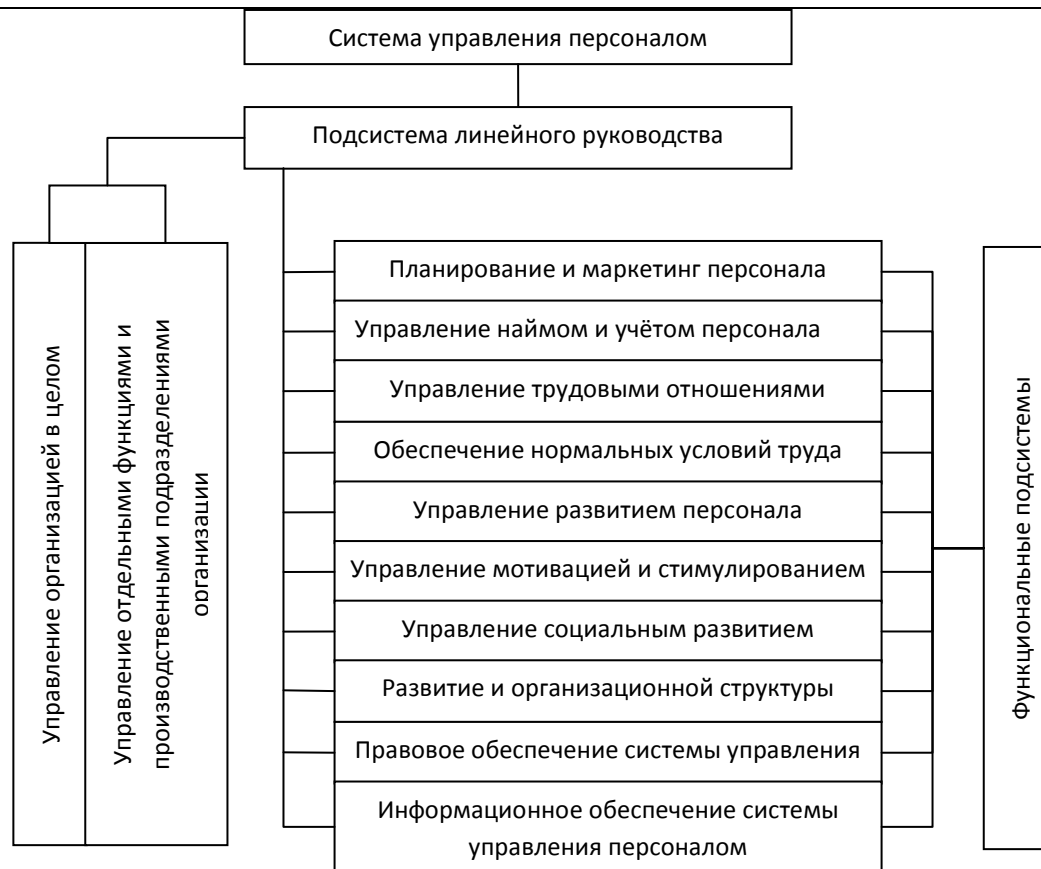 Система управления персоналом
Подсистема линейного руководства
Управление организацией в целом
Управление отдельными функциями и
производственными подразделениями
организации
Планирование и маркетинг персонала
Управление наймом и учётом персонала
Управление трудовыми отношениями
Обеспечение нормальных условий труда
Управление развитием персонала
Управление мотивацией и стимулированием
Управление социальным развитием
Развитие и организационной структуры
Правовое обеспечение системы управления
Информационное обеспечение системы
управления персоналом
Функциональные подсистемы